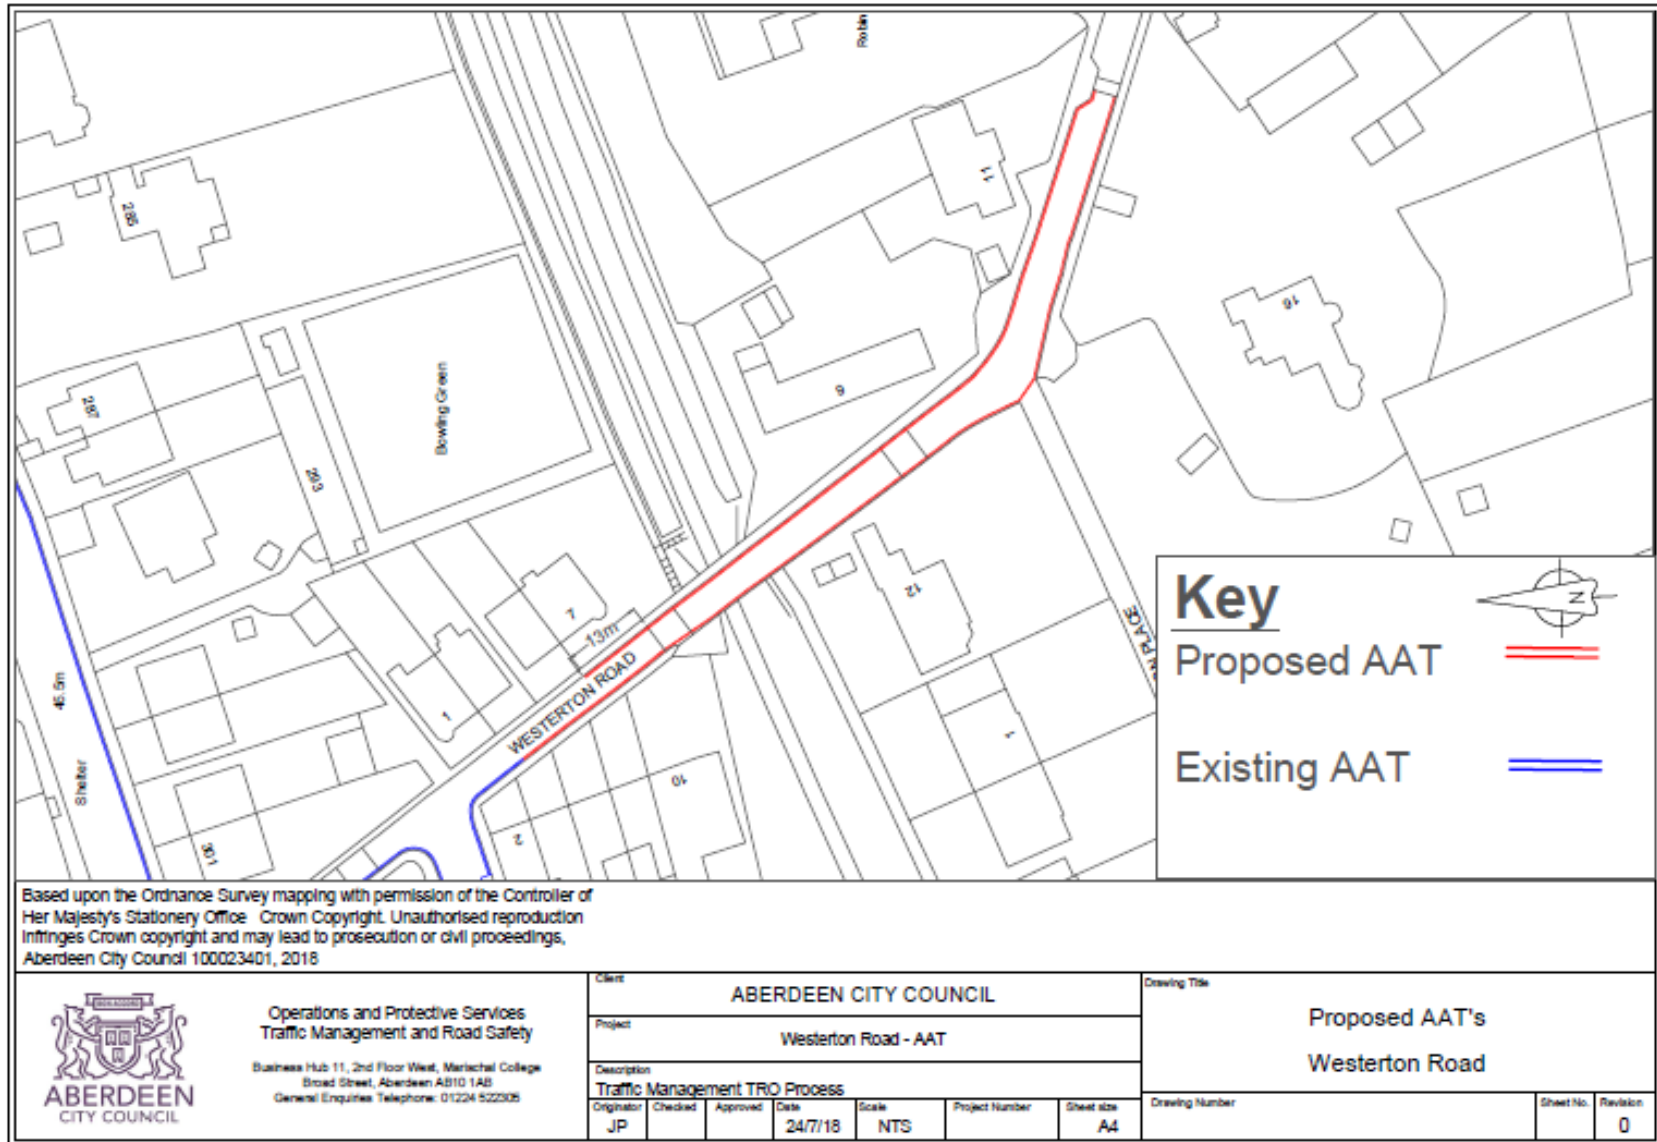 Robin
285
11
16
Bowling Green
287
9
293
12
7
13m
WESTERTON ROAD
N PLACE
1
1
10
2
45.5m
Shelter
301
Key
N
Proposed AAT
Existing AAT
Based upon the Ordnance Survey mapping with permission of the Controller of
Her Majesty's Stationery Office Crown Copyright. Unauthorised reproduction
infringes Crown copyright and may lead to prosecution or civil proceedings,
Aberdeen City Council 100023401, 2018
ABERDEEN
CITY COUNCIL
Operations and Protective Services
Traffic Management and Road Safety
Business Hub 11, 2nd Floor West, Marischal College
Broad Street, Aberdeen AB10 1AB
General Enquiries Telephone: 01224 522305
Client
ABERDEEN CITY COUNCIL
Project
Westerton Road - AAT
Description
Traffic Management TRO Process
Originator
JP
Checked
Approved
Date
24/7/18
Scale
NTS
Project Number
Sheet size
A4
Drawing Title
Proposed AAT's
Westerton Road
Drawing Number
Sheet No.
Revision
0